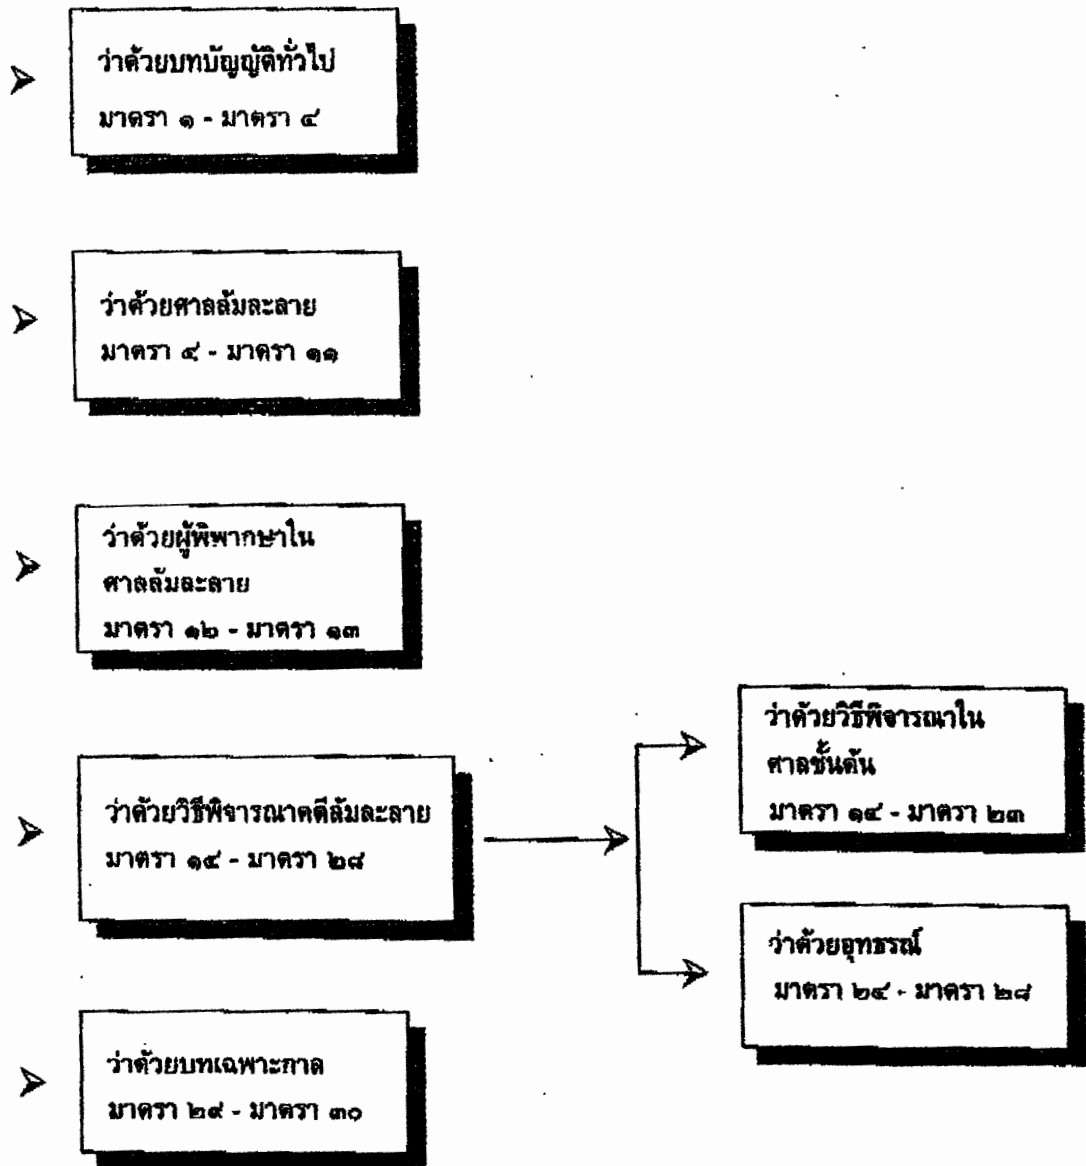 ว่าด้วยบทบัญญัติทั่วไป
มาตรา ๑ - มาตรา ๔
ว่าด้วยศาลล้มละลาย
มาตรา ๕ - มาตรา ๑๑
ว่าด้วยผู้พิพากษาใน
ศาลล้มละลาย
มาตรา ๑๒ - มาตรา ๑๓
ว่าด้วยวิธีพิจารณาคดีล้มละลาย
มาตรา ๑๔ - มาตรา ๒๘
ว่าด้วยวิธีพิจารณาใน
ศาลชั้นต้น
มาตรา ๑๔ - มาตรา ๒๓
ว่าด้วยอุทธรณ์
มาตรา ๒๔ - มาตรา ๒๘
ว่าด้วยบทเฉพาะกาล
มาตรา ๒๙ - มาตรา ๓๐